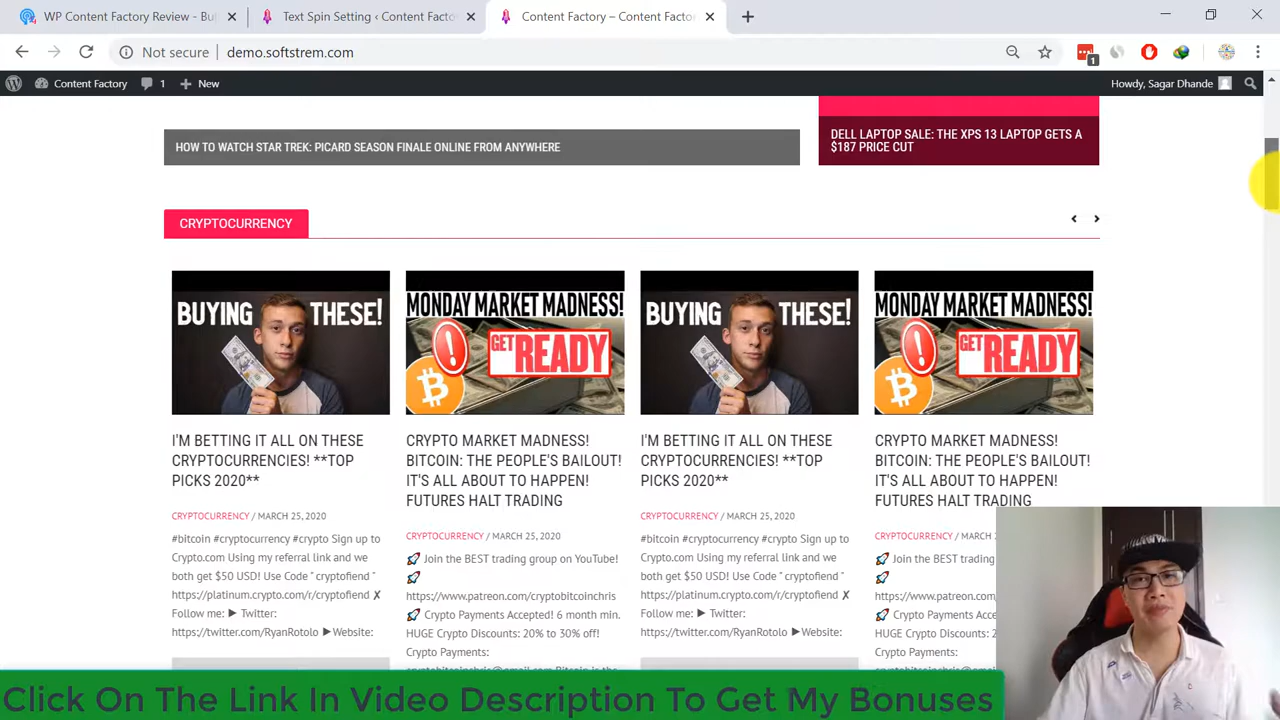 WP Content Factory Review - Bu
Text Spin Setting ‹ Content Factor
Content Factory – Content Factor
Not secure
demo.softstrem.com
1
Content Factory
1
New
Howdy, Sagar Dhande
HOW TO WATCH STAR TREK: PICARD SEASON FINALE ONLINE FROM ANYWHERE
DELL LAPTOP SALE: THE XPS 13 LAPTOP GETS A
$187 PRICE CUT
CRYPTOCURRENCY
BUYING THESE!
MONDAY MARKET MADNESS!
GET
READY
BUYING THESE!
MONDAY MARKET MADNESS!
GET
READY
I'M BETTING IT ALL ON THESE
CRYPTOCURRENCIES! **TOP
PICKS 2020**
CRYPTOCURRENCY / MARCH 25, 2020
#bitcoin #cryptocurrency #crypto Sign up to
Crypto.com Using my referral link and we
both get $50 USD! Use Code " cryptofiend "
https://platinum.crypto.com/r/cryptofiend ✗
Follow me: ▶ Twitter:
https://twitter.com/RyanRotolo ▶Website:
CRYPTO MARKET MADNESS!
BITCOIN: THE PEOPLE'S BAILOUT!
IT'S ALL ABOUT TO HAPPEN!
FUTURES HALT TRADING
CRYPTOCURRENCY / MARCH 25, 2020
🚀 Join the BEST trading group on YouTube!
🚀
https://www.patreon.com/cryptobitcoinchris
🚀 Crypto Payments Accepted! 6 month min.
HUGE Crypto Discounts: 20% to 30% off!
Crypto Payments:
I'M BETTING IT ALL ON THESE
CRYPTOCURRENCIES! **TOP
PICKS 2020**
CRYPTOCURRENCY / MARCH 25, 2020
#bitcoin #cryptocurrency #crypto Sign up to
Crypto.com Using my referral link and we
both get $50 USD! Use Code " cryptofiend "
https://platinum.crypto.com/r/cryptofiend ✗
Follow me: ▶ Twitter:
https://twitter.com/RyanRotolo ▶Website:
CRYPTO MARKET MADNESS!
BITCOIN: THE PEOPLE'S BAILOUT!
IT'S ALL ABOUT TO HAPPEN!
FUTURES HALT TRADING
CRYPTOCURRENCY / MARCH
🚀 Join the BEST trading
🚀
https://www.patreon.com
🚀 Crypto Payments Accep
HUGE Crypto Discounts: 2
Crypto Payments:
Click On The Link In Video Description To Get My Bonuses